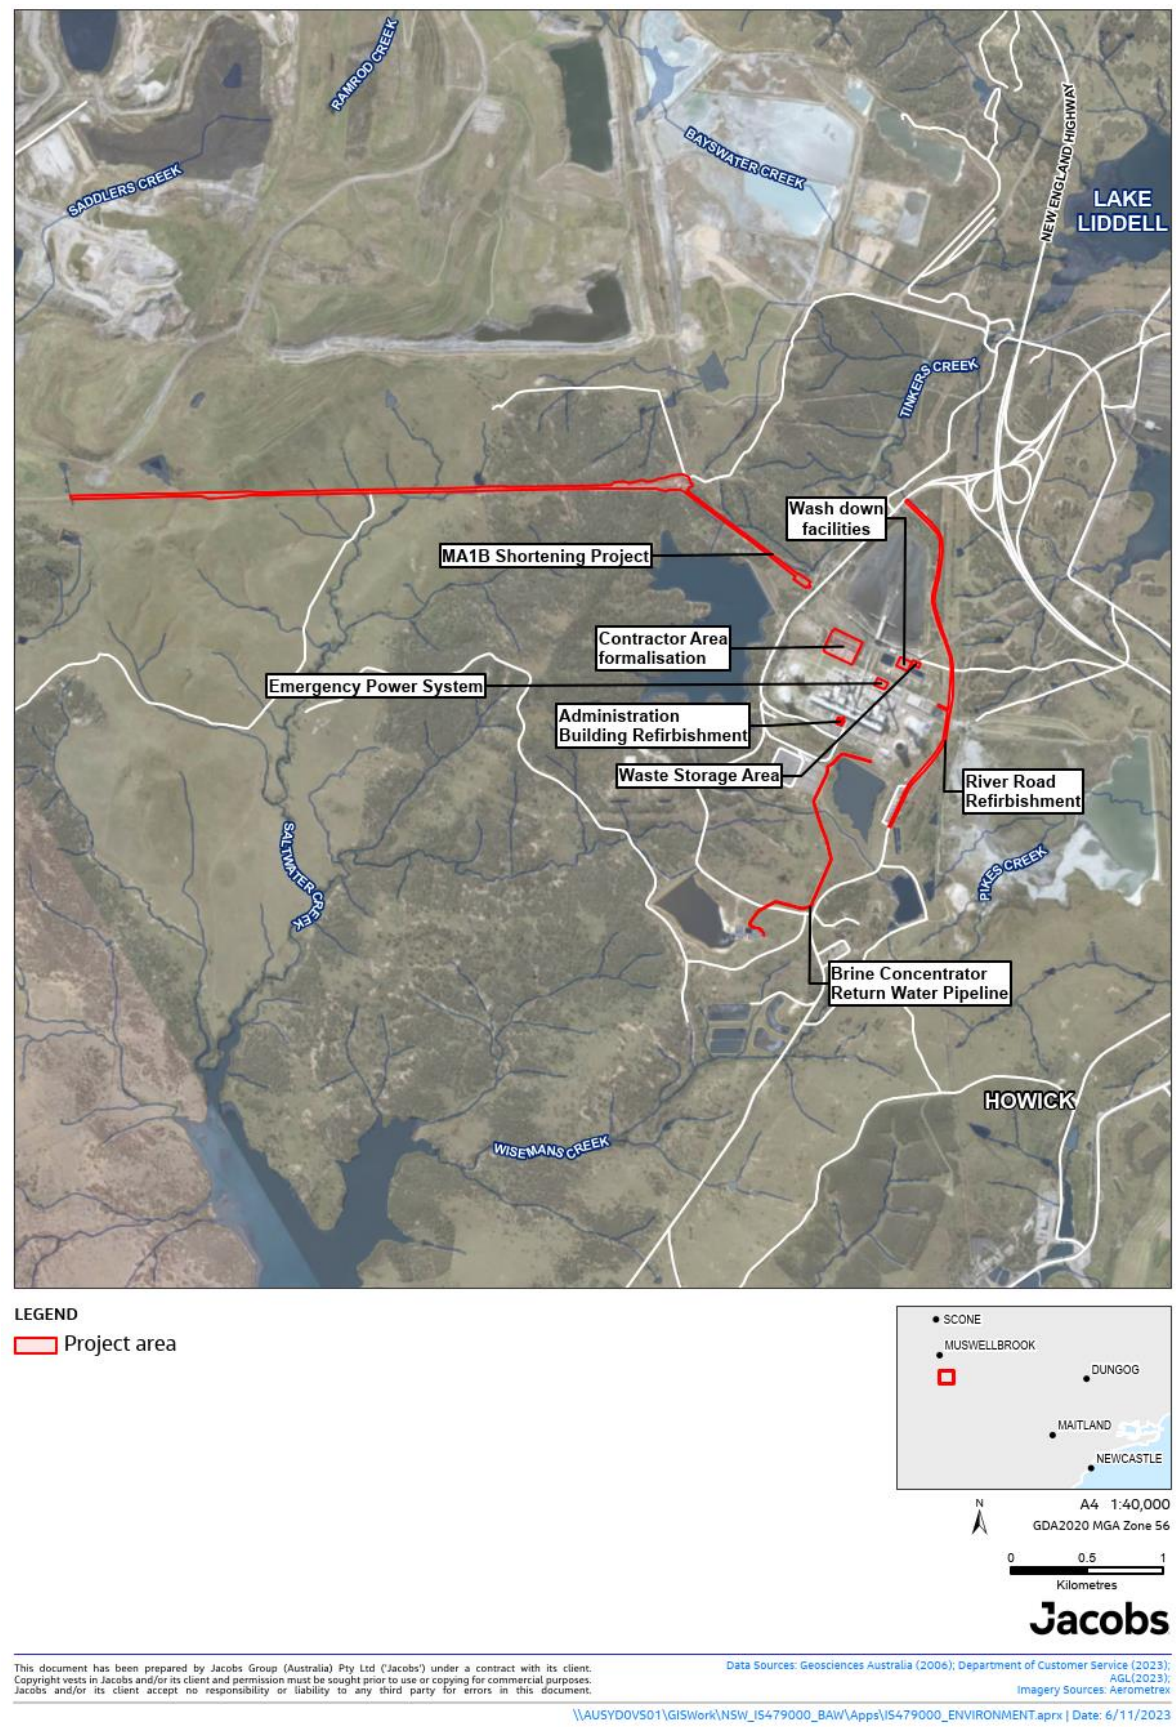 RAMROD CREEK
SADDLERS CREEK
BAYSWATER CREEK
NEW ENGLAND HIGHWAY
LAKE
LIDDELL
TINKERS CREEK
Wash down
facilities
MA1B Shortening Project
Contractor Area
formalisation
Emergency Power System
Administration
Building Refirbishment
Waste Storage Area
River Road
Refirbishment
SALTWATER CREEK
PIKES CREEK
Brine Concentrator
Return Water Pipeline
HOWICK
WISEMANS CREEK
LEGEND
Project area
SCONE
MUSWELLBROOK
DUNGOG
MAITLAND
NEWCASTLE
N
A4 1:40,000
GDA2020 MGA Zone 56
0 0.5 1
Kilometres
Jacobs
This document has been prepared by Jacobs Group (Australia) Pty Ltd ('Jacobs') under a contract with its client.
Copyright vests in Jacobs and/or its client and permission must be sought prior to use or copying for commercial purposes.
Jacobs and/or its client accept no responsibility or liability to any third party for errors in this document.
Data Sources: Geosciences Australia (2006); Department of Customer Service (2023);
AGL(2023);
Imagery Sources: Aerometrex
\\AUSYD0VS01\GISWork\NSW_IS479000_BAW\Apps\IS479000_ENVIRONMENT.aprx | Date: 6/11/2023